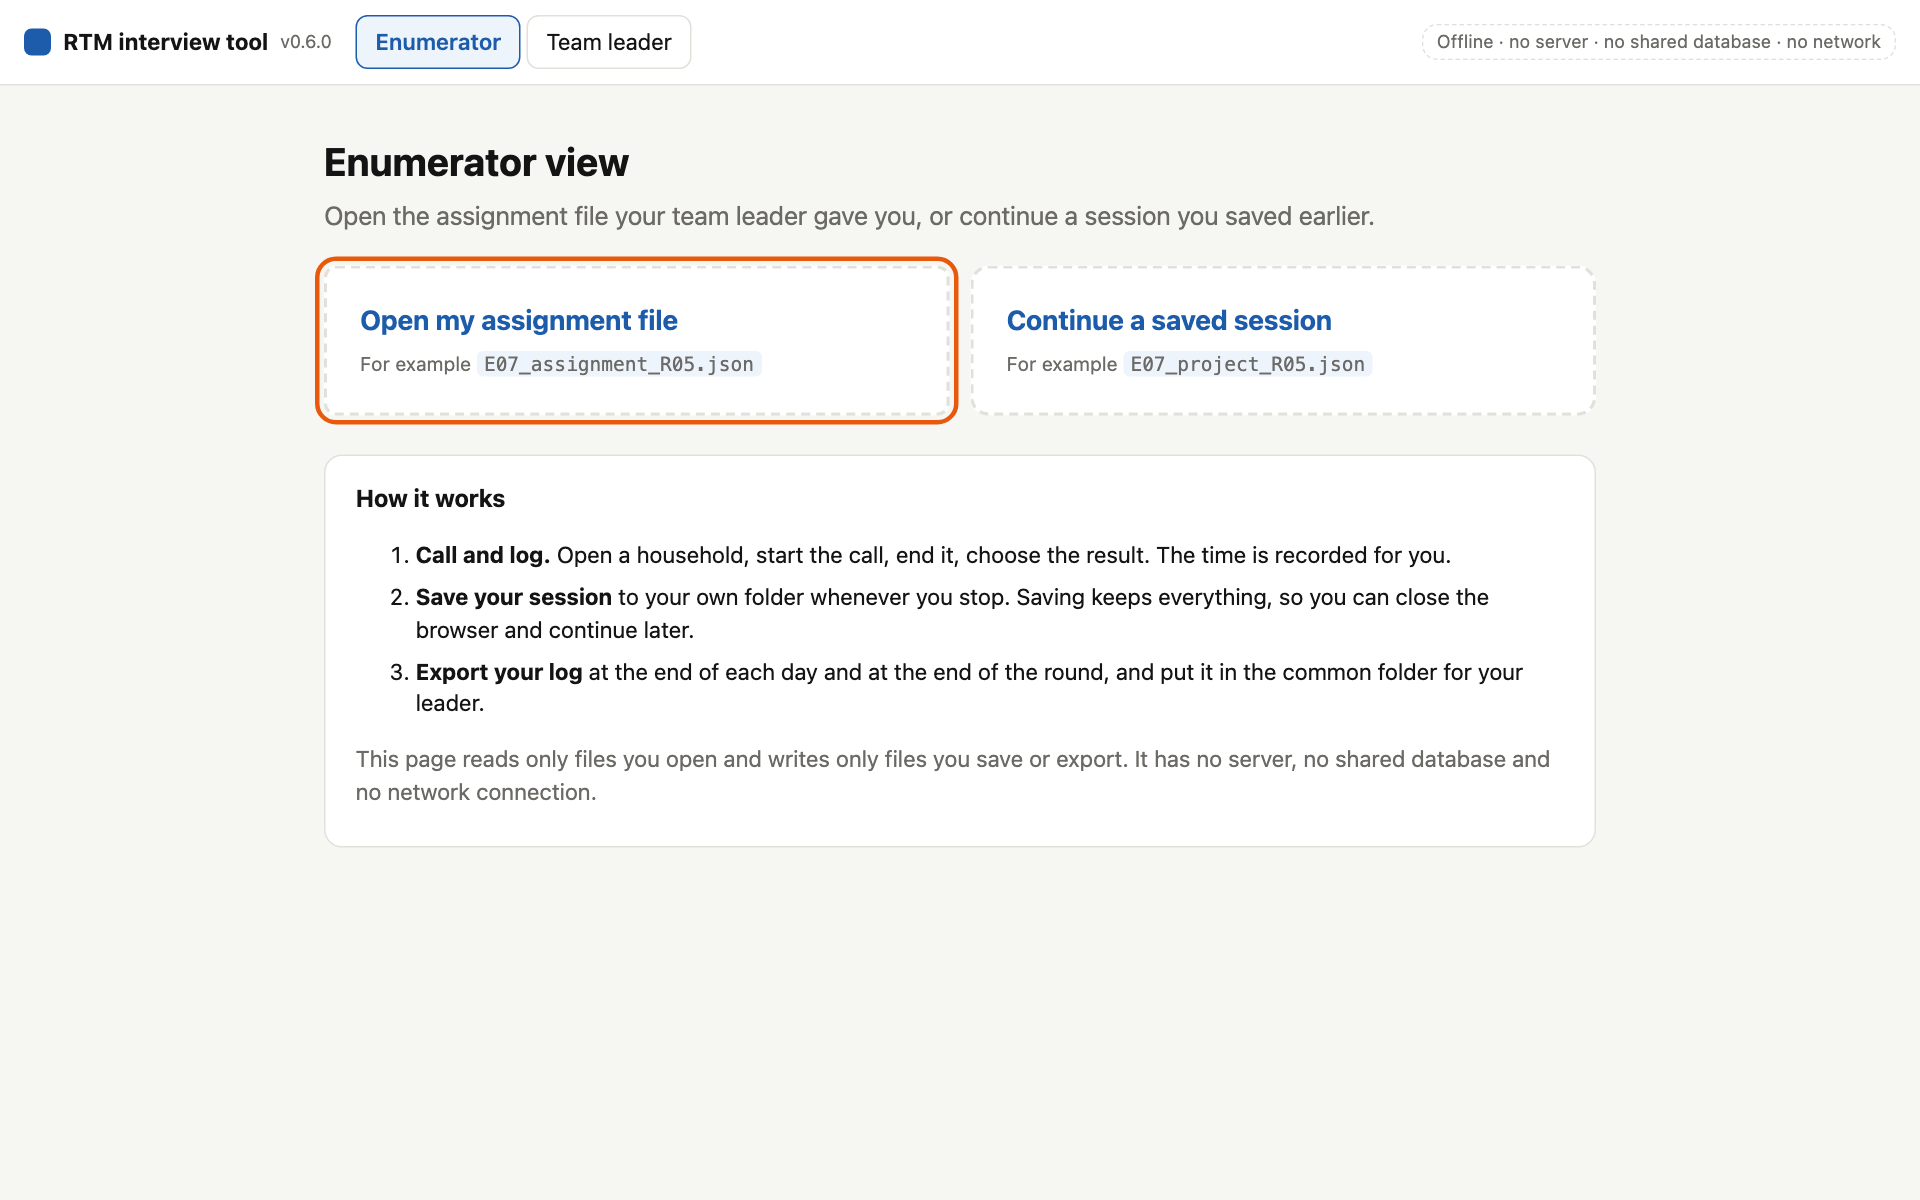 RTM interview tool v0.6.0 Enumerator Team leader Offline · no server · no shared database · no network
Enumerator view
Open the assignment file your team leader gave you, or continue a session you saved earlier.
Open my assignment file
For example E07_assignment_R05.json
Continue a saved session
For example E07_project_R05.json
How it works
1. Call and log. Open a household, start the call, end it, choose the result. The time is recorded for you.
2. Save your session to your own folder whenever you stop. Saving keeps everything, so you can close the
browser and continue later.
3. Export your log at the end of each day and at the end of the round, and put it in the common folder for your
leader.
This page reads only files you open and writes only files you save or export. It has no server, no shared database and
no network connection.